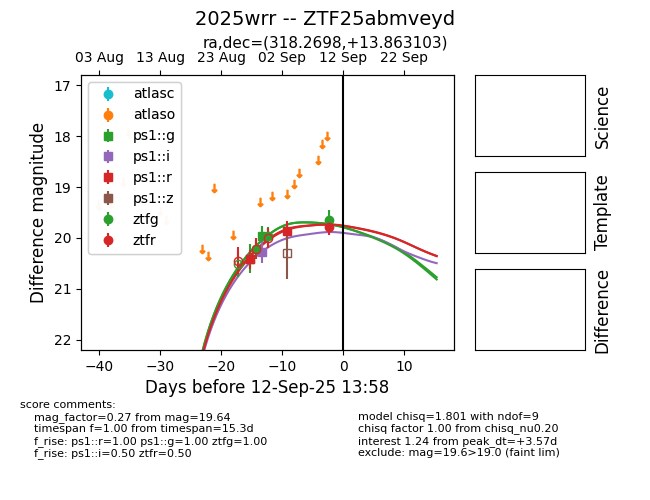 2025wrr -- ZTF25abmveyd
ra,dec=(318.2698,+13.863103)
03 Aug 13 Aug 23 Aug 02 Sep 12 Sep 22 Sep
17
18
19
20
21
22
Difference magnitude
atlasc
atlaso
ps1::g
ps1::i
ps1::r
ps1::z
ztfg
ztfr
−40 −30 −20 −10 0 10
Days before 12-Sep-25 13:58
Science
Template
Difference
score comments:
mag_factor=0.27 from mag=19.64
timespan f=1.00 from timespan=15.3d
f_rise: ps1::r=1.00 ps1::g=1.00 ztfg=1.00
f_rise: ps1::i=0.50 ztfr=0.50
model chisq=1.801 with ndof=9
chisq factor 1.00 from chisq_nu0.20
interest 1.24 from peak_dt=+3.57d
exclude: mag=19.6>19.0 (faint lim)